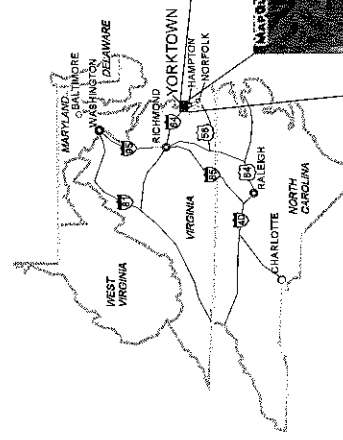 MARYLAND
BALTIMORE
WASHINGTON
DELAWARE
95
RICHMOND
64
YORKTOWN
HAMPTON
NORFOLK
81
WEST
VIRGINIA
VIRGINIA
85
58
64
RALEIGH
40
NORTH
CAROLINA
CHARLOTTE